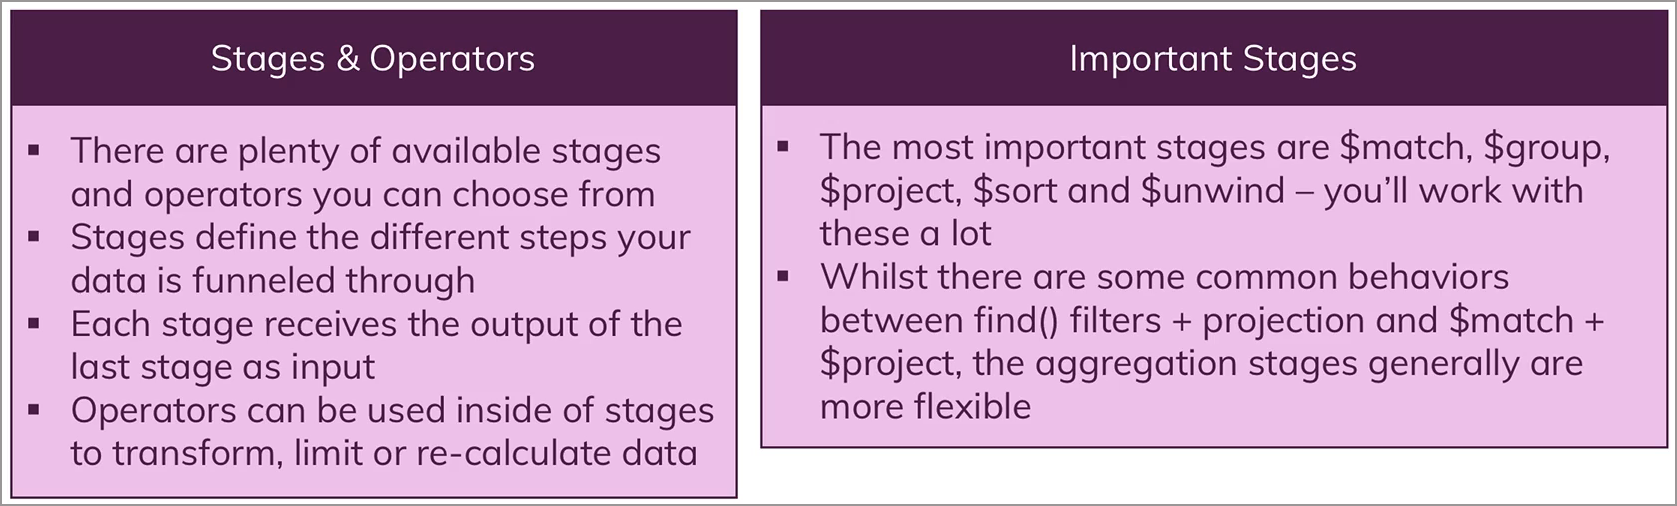 Stages & Operators
▪ There are plenty of available stages
and operators you can choose from
▪ Stages define the different steps your
data is funneled through
▪ Each stage receives the output of the
last stage as input
▪ Operators can be used inside of stages
to transform, limit or re-calculate data
Important Stages
▪ The most important stages are $match, $group,
$project, $sort and $unwind – you’ll work with
these a lot
▪ Whilst there are some common behaviors
between find() filters + projection and $match +
$project, the aggregation stages generally are
more flexible